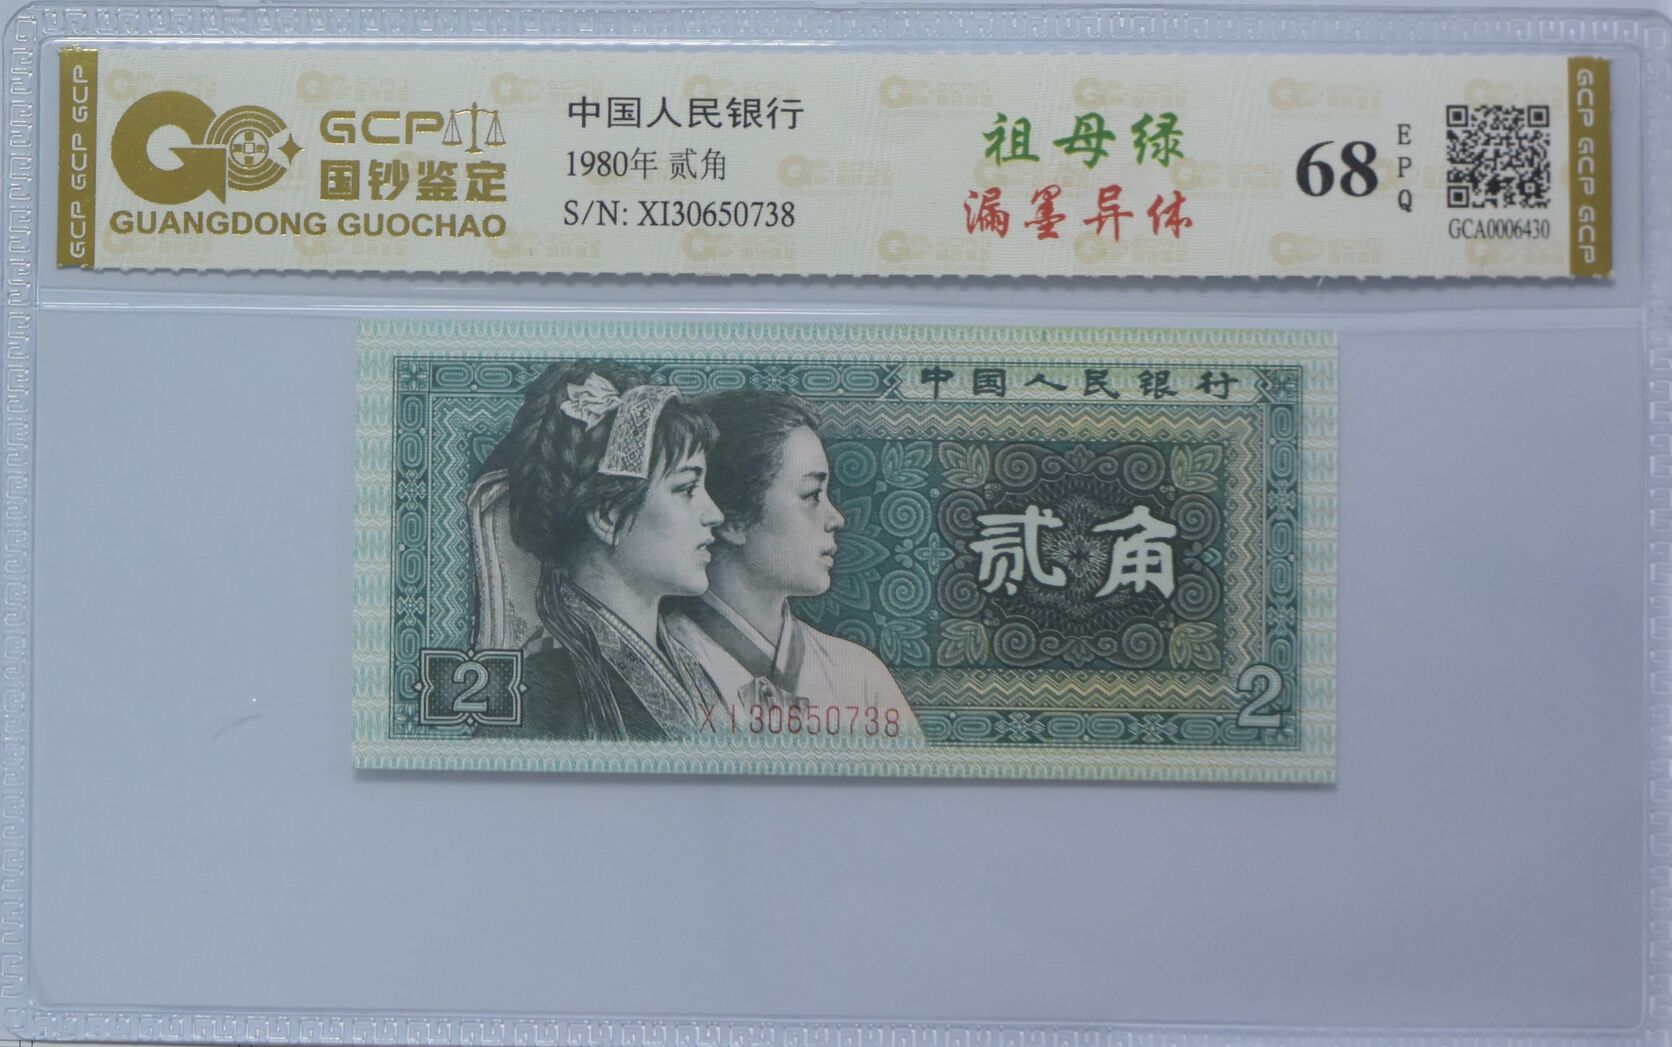 GCP GCP GCP
GCP
国钞鉴定
GUANGDONG GUOCHAO
中国人民银行
1980年 贰角
S/N: XI30650738
祖母绿
漏墨异体
68
EPQ
GCA0006430
GCP GCP GCP
中国人民银行
贰角
2
XI30650738
2